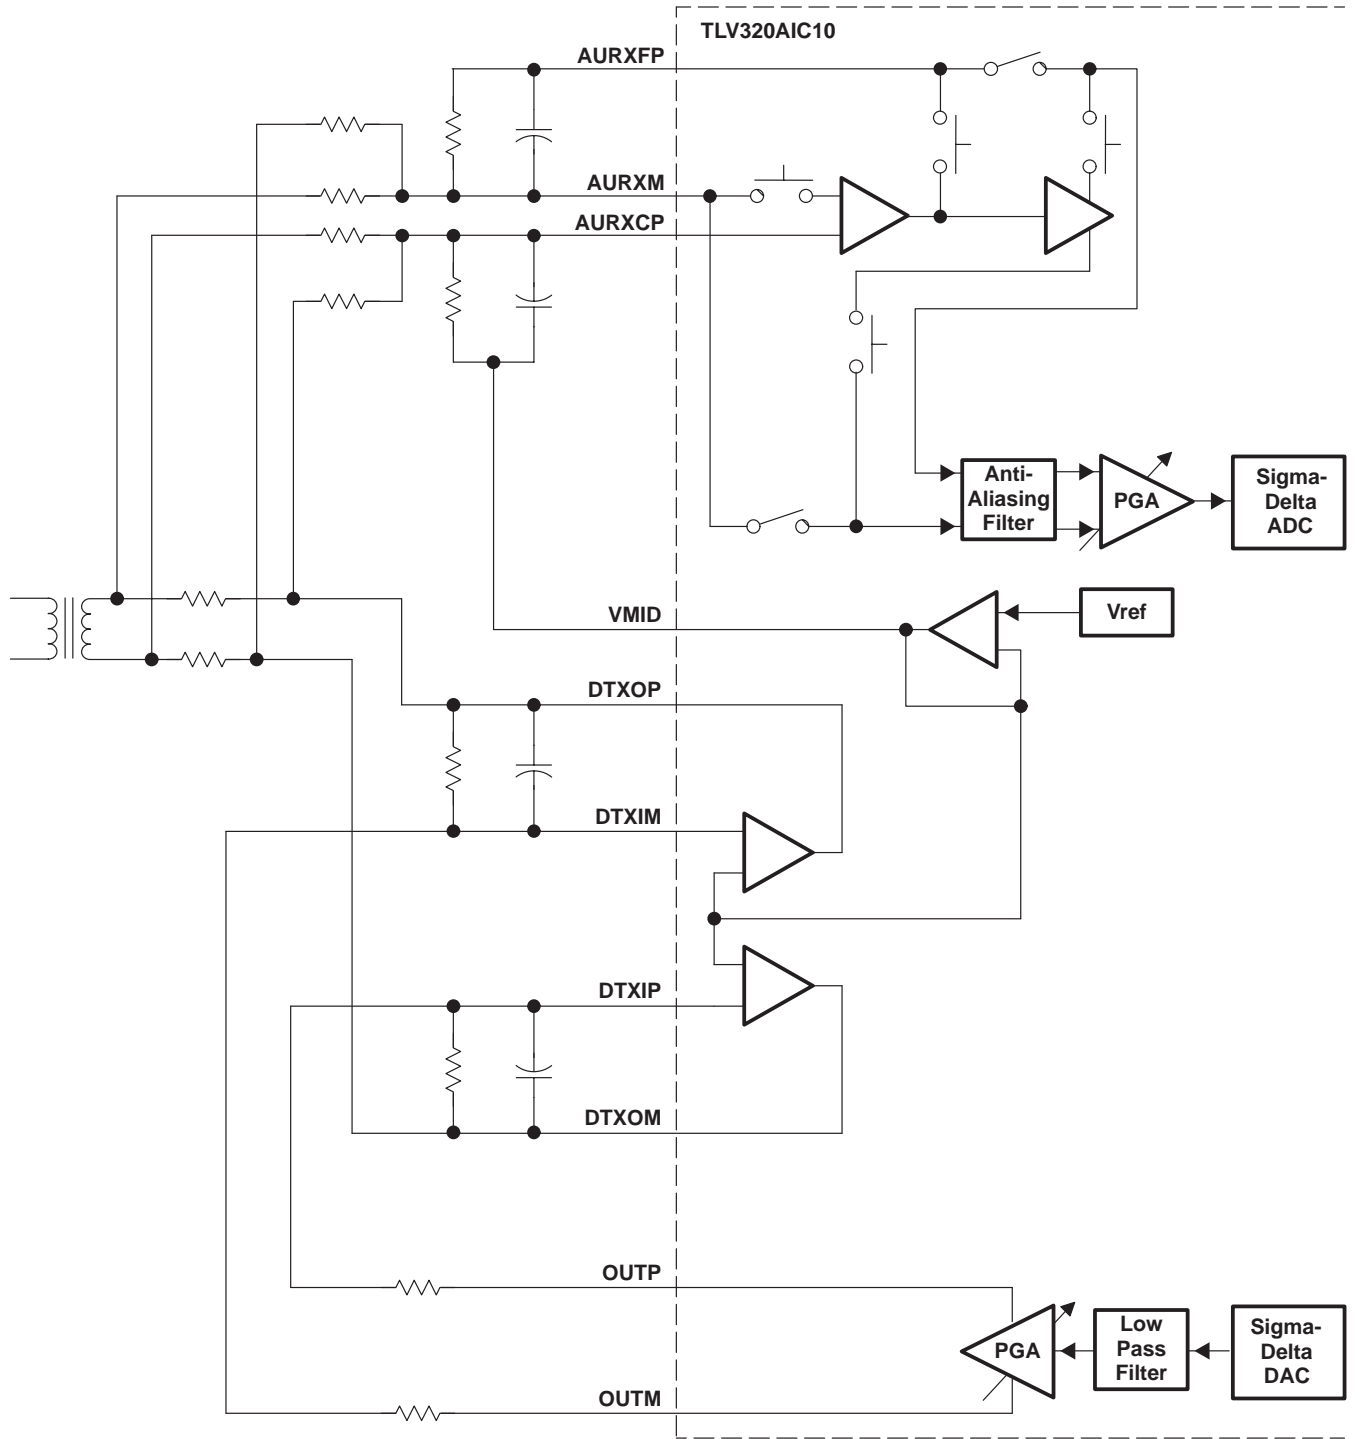 TLV320AIC10
AURXFP
AURXM
AURXCP
Anti-
Aliasing
Filter
PGA
Sigma-
Delta
ADC
VMID
Vref
DTXOP
DTXIM
DTXIP
DTXOM
OUTP
PGA
Low
Pass
Filter
Sigma-
Delta
DAC
OUTM